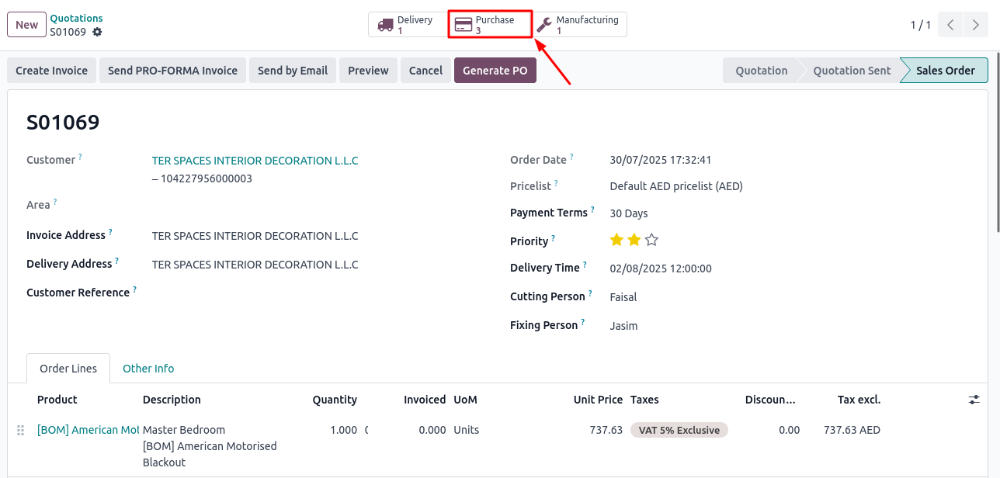 New
Quotations
S01069
Delivery
1
Purchase
3
Manufacturing
1
1 / 1
Create Invoice
Send PRO-FORMA Invoice
Send by Email
Preview
Cancel
Generate PO
Quotation
Quotation Sent
Sales Order
S01069
Customer ?
TER SPACES INTERIOR DECORATION L.L.C
– 104227956000003
Area ?
Invoice Address ? TER SPACES INTERIOR DECORATION L.L.C
Delivery Address ? TER SPACES INTERIOR DECORATION L.L.C
Customer Reference ?
Order Date ? 30/07/2025 17:32:41
Pricelist ? Default AED pricelist (AED)
Payment Terms ? 30 Days
Priority ?
Delivery Time ? 02/08/2025 12:00:00
Cutting Person ? Faisal
Fixing Person ? Jasim
Order Lines Other Info
Product Description Quantity Invoiced UoM Unit Price Taxes Discoun... Tax excl.
[BOM] American Mot Master Bedroom 1.000 0.000 Units 737.63 VAT 5% Exclusive 0.00 737.63 AED
[BOM] American Motorised
Blackout